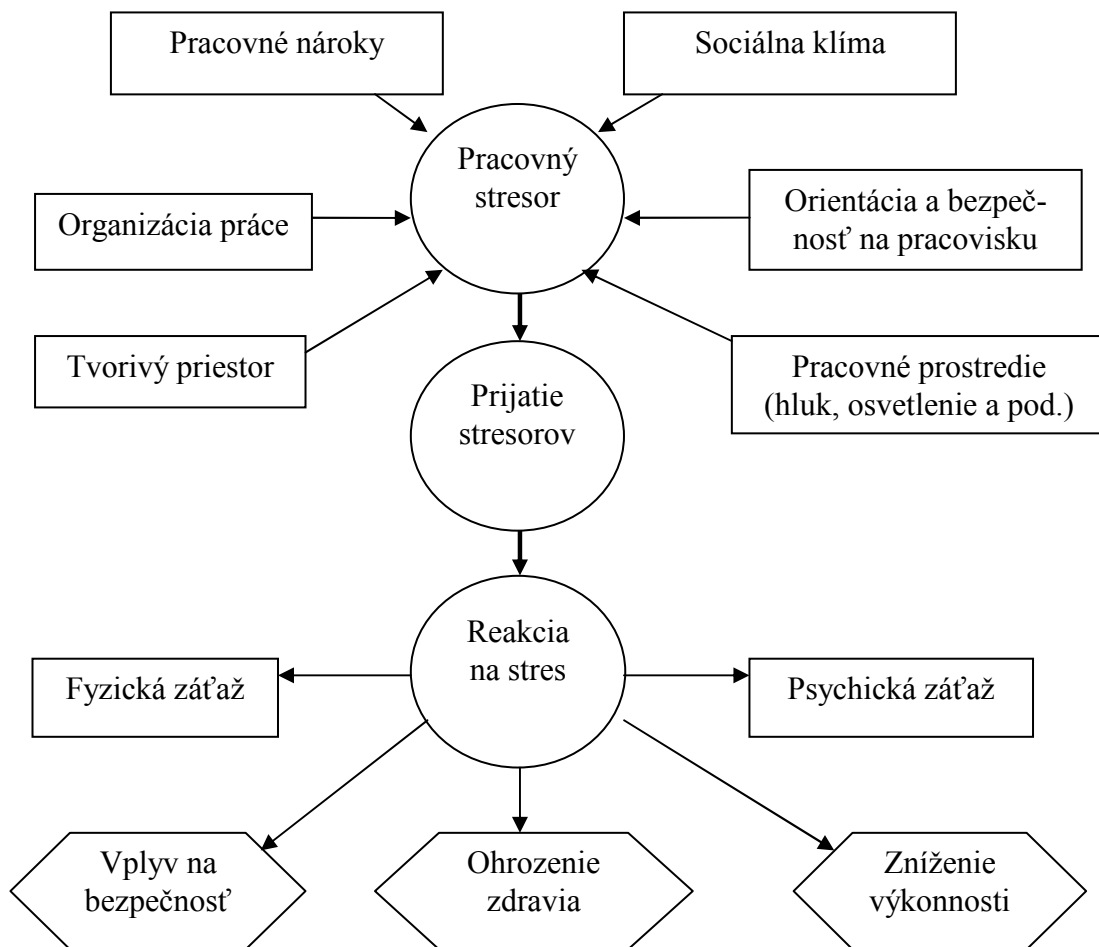 Pracovné nároky
Sociálna klíma
Pracovný
stresor
Organizácia práce
Orientácia a bezpeč-
nosť na pracovisku
Tvorivý priestor
Pracovné prostredie
(hluk, osvetlenie a pod.)
Prijatie
stresorov
Reakcia
na stres
Fyzická záťaž
Psychická záťaž
Vplyv na
bezpečnosť
Ohrozenie
zdravia
Zníženie
výkonnosti